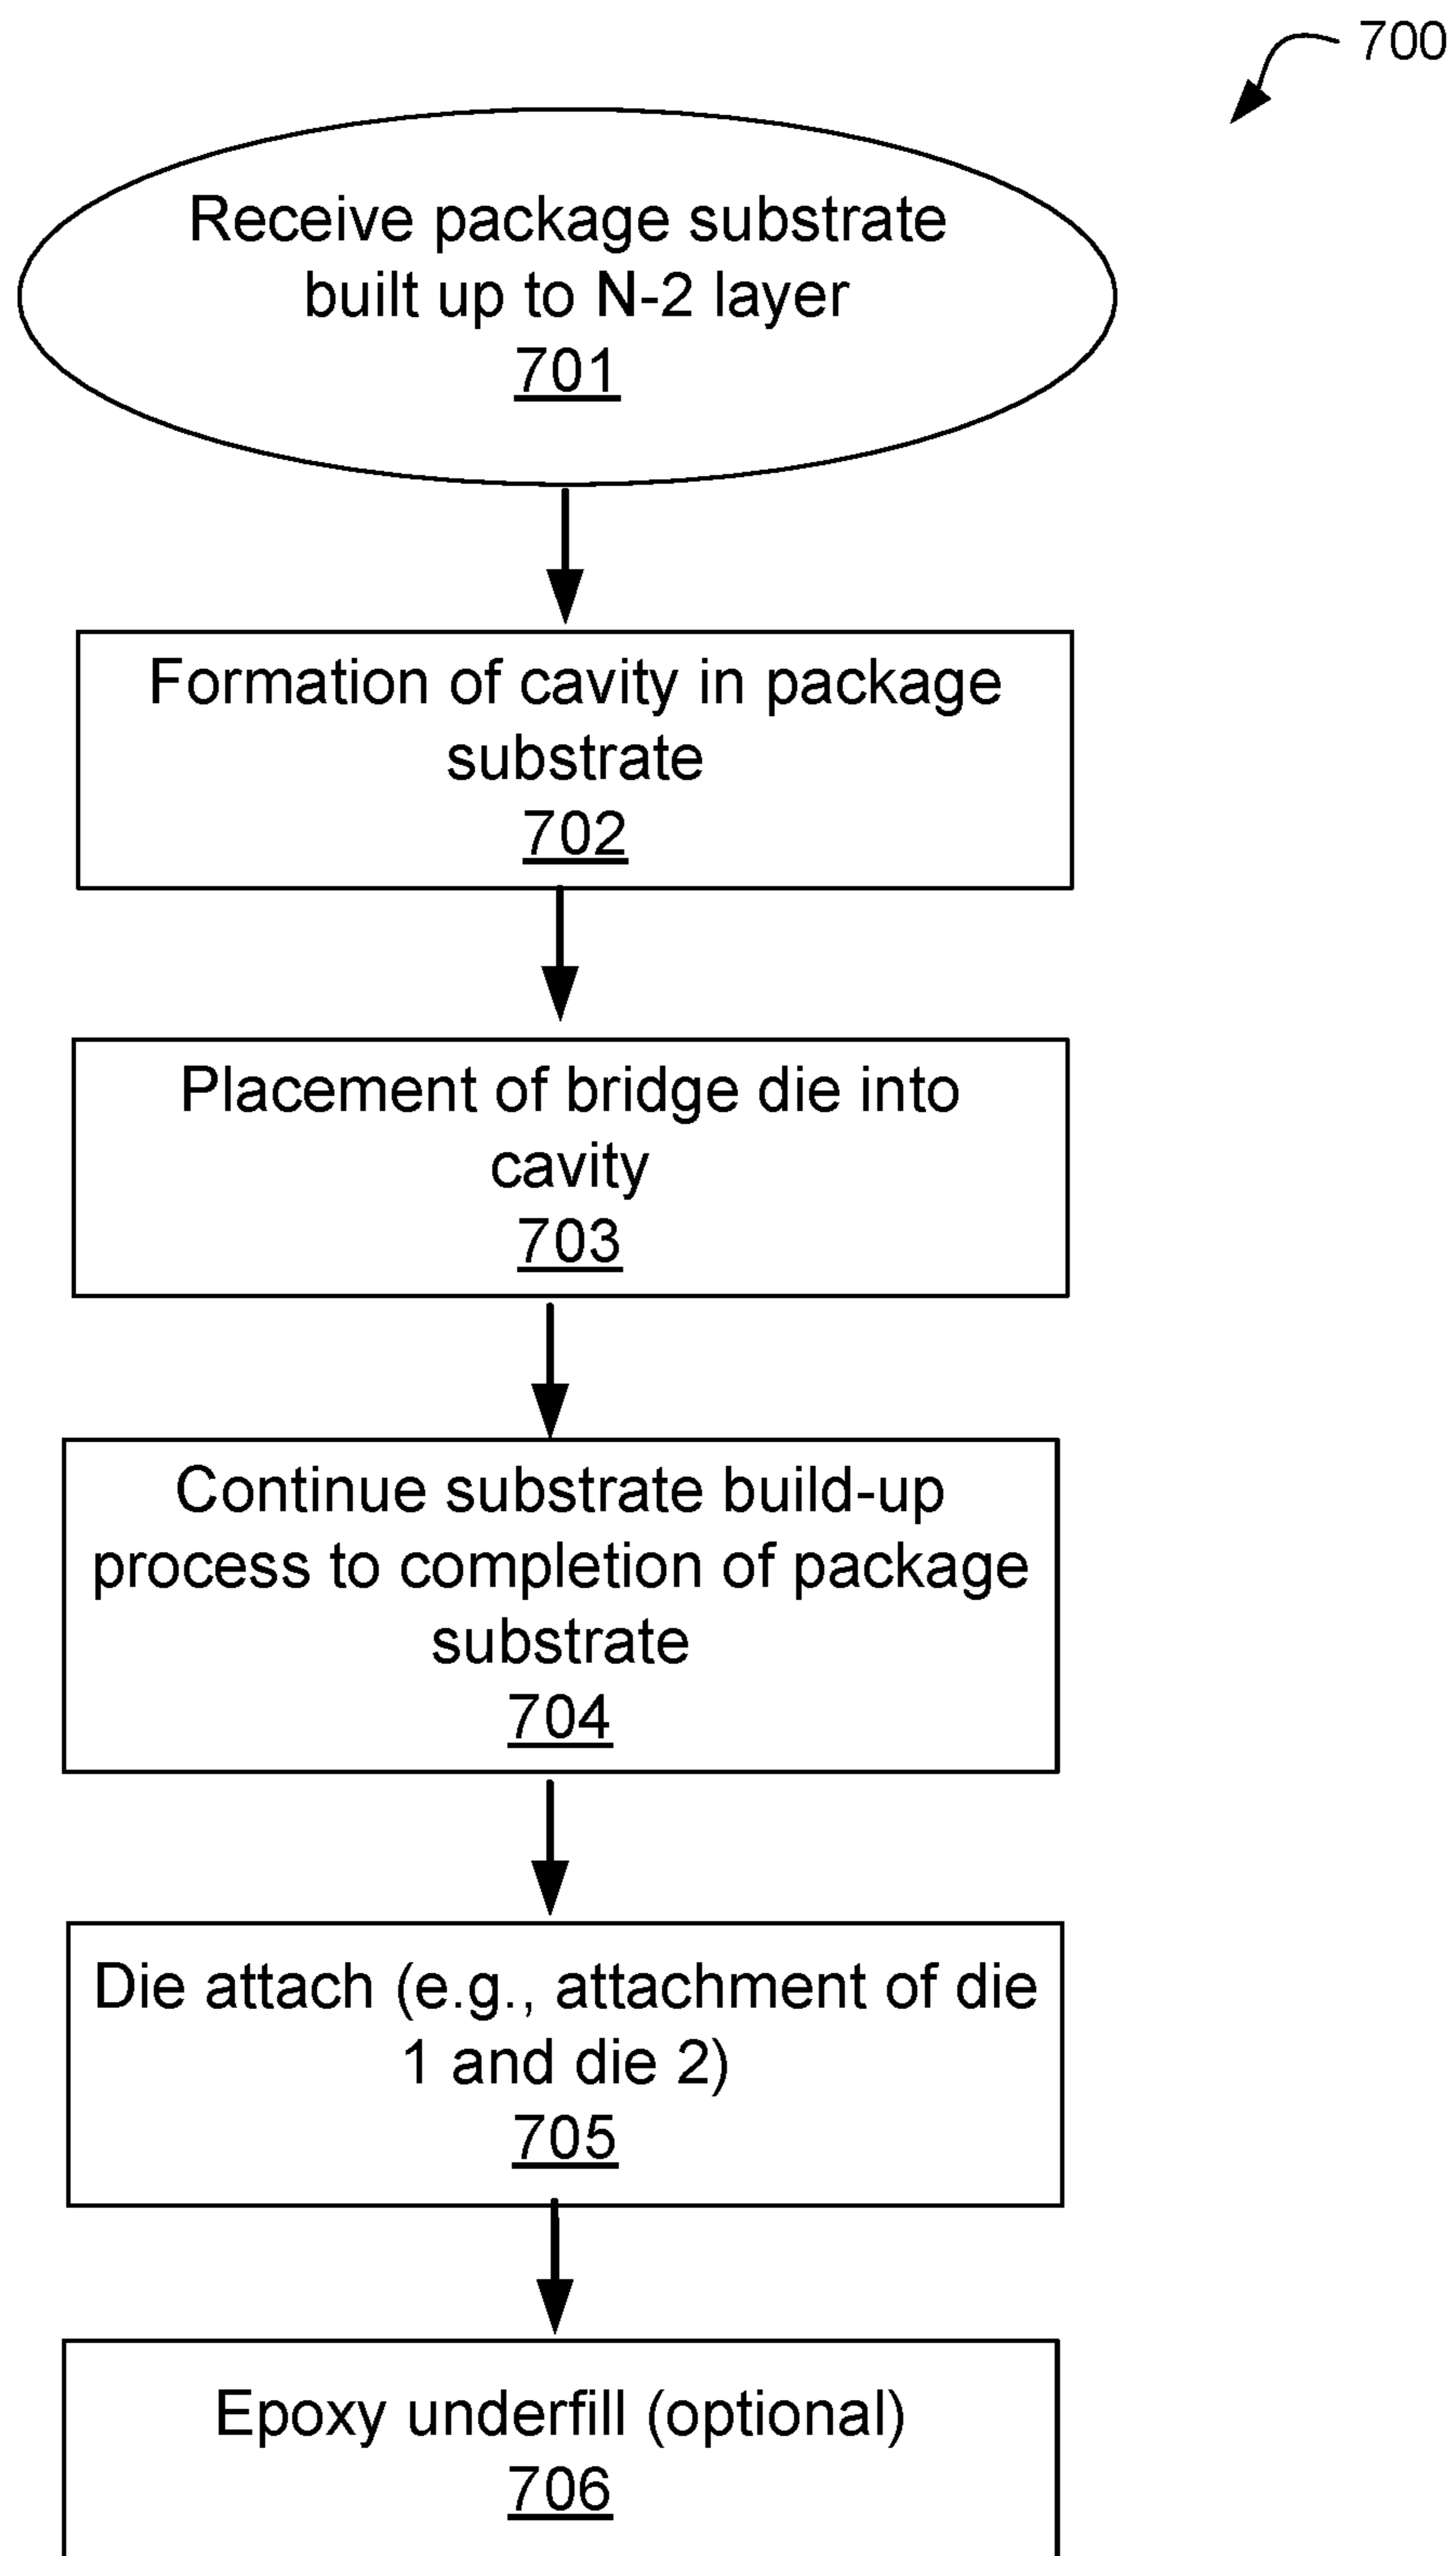 700
Receive package substrate
built up to N-2 layer
701
Formation of cavity in package
substrate
702
Placement of bridge die into
cavity
703
Continue substrate build-up
process to completion of package
substrate
704
Die attach (e.g., attachment of die
1 and die 2)
705
Epoxy underfill (optional)
706